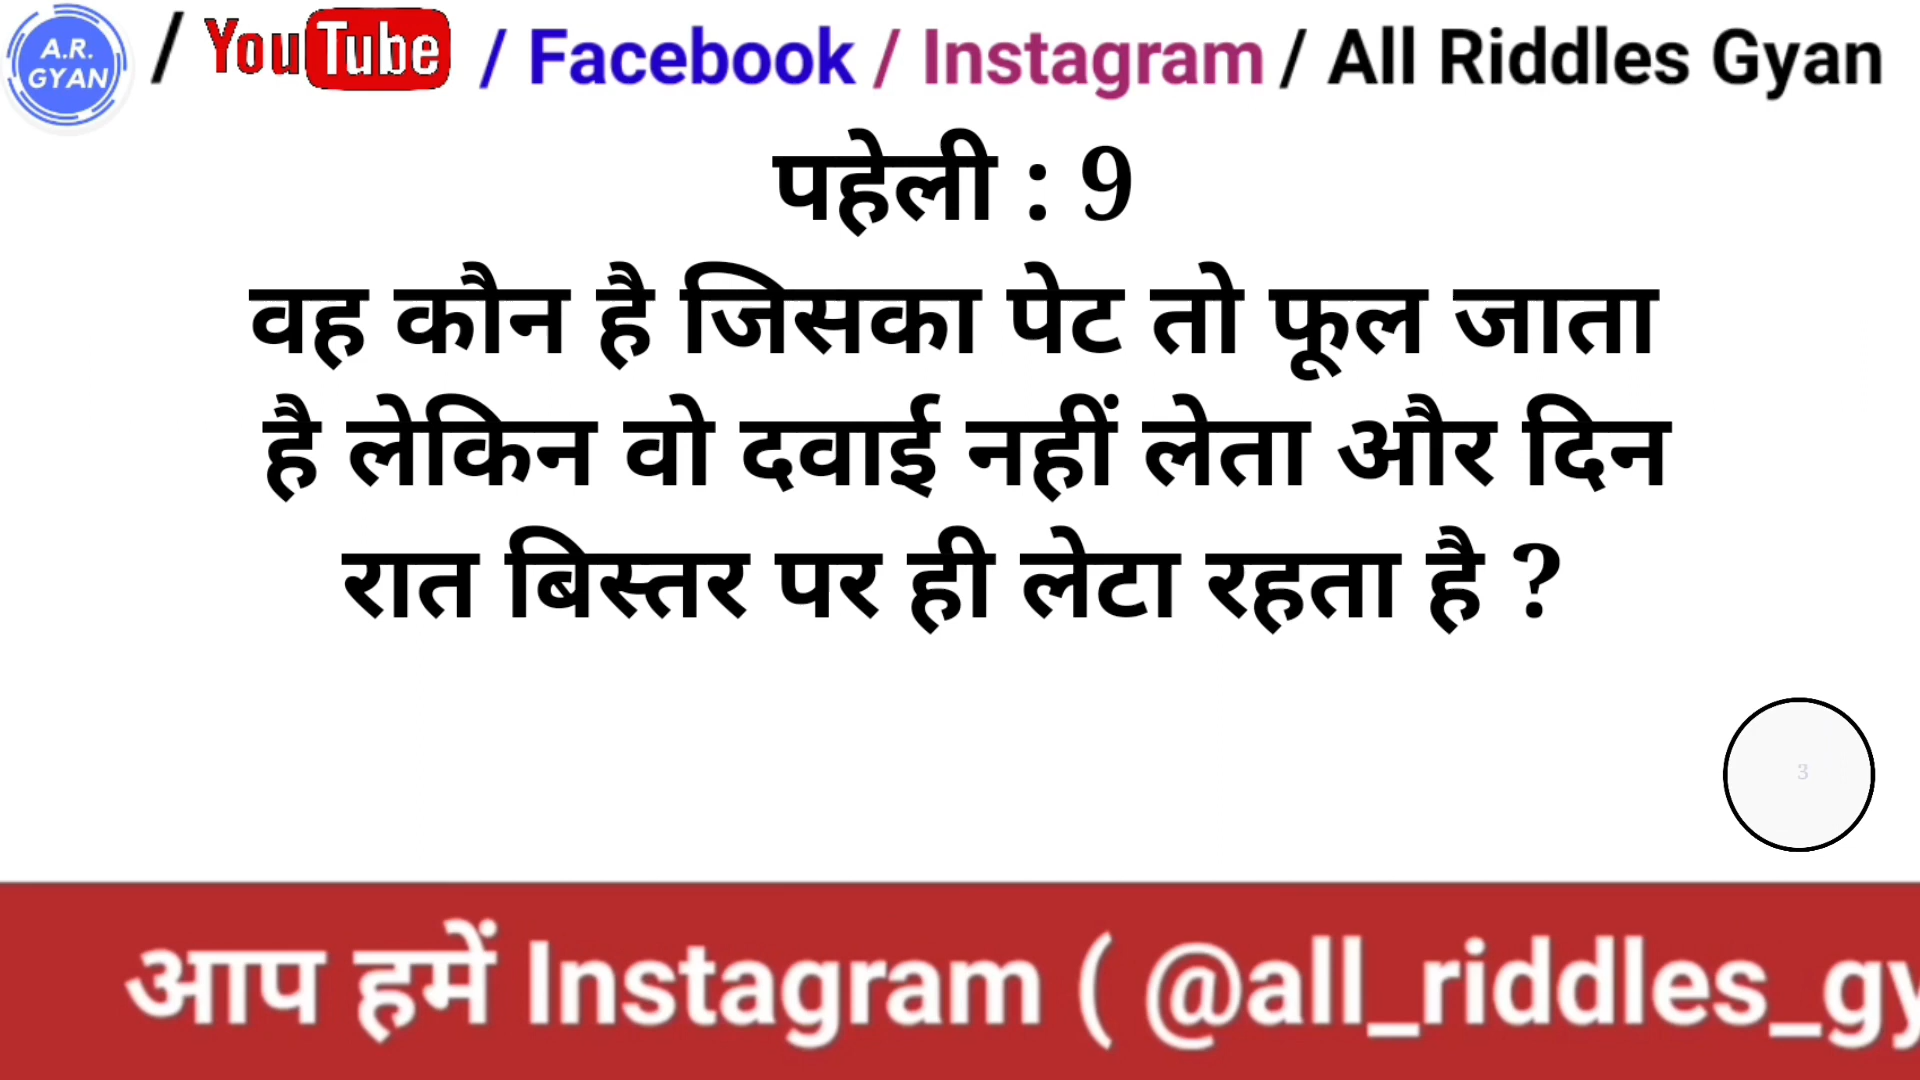 A.R. GYAN / YouTube / Facebook / Instagram / All Riddles Gyan
पहेली : 9
वह कौन है जिसका पेट तो फूल जाता
है लेकिन वो दवाई नहीं लेता और दिन
रात बिस्तर पर ही लेटा रहता है ?
3
आप हमें Instagram ( @all_riddles_gy